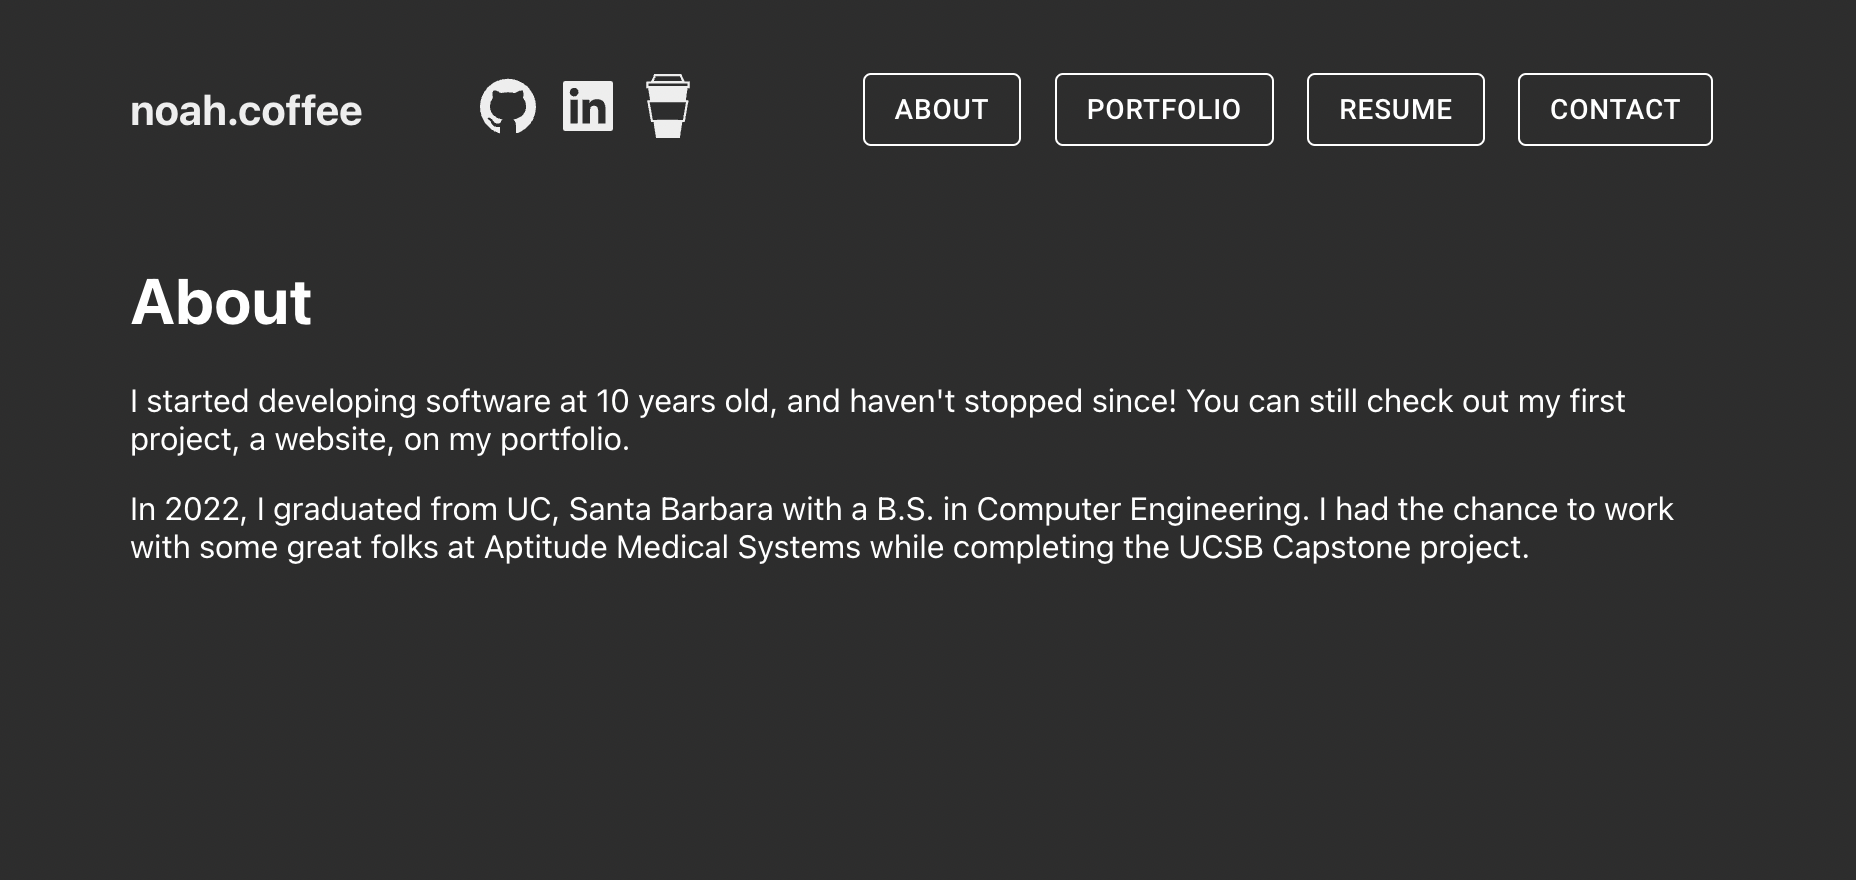 noah.coffee
in
ABOUT
PORTFOLIO
RESUME
CONTACT
About
I started developing software at 10 years old, and haven't stopped since! You can still check out my first
project, a website, on my portfolio.
In 2022, I graduated from UC, Santa Barbara with a B.S. in Computer Engineering. I had the chance to work
with some great folks at Aptitude Medical Systems while completing the UCSB Capstone project.